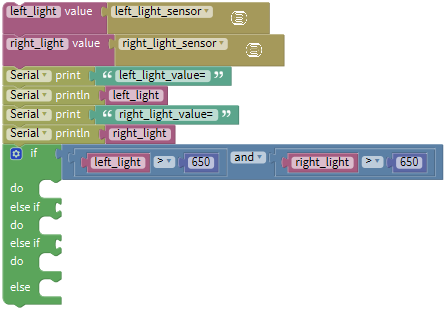 left_light value left_light_sensor
right_light value right_light_sensor
Serial print “ left_light_value= ”
Serial println left_light
Serial print “ right_light_value= ”
Serial println right_light
if left_light > 650 and right_light > 650
do
else if
do
else if
do
else